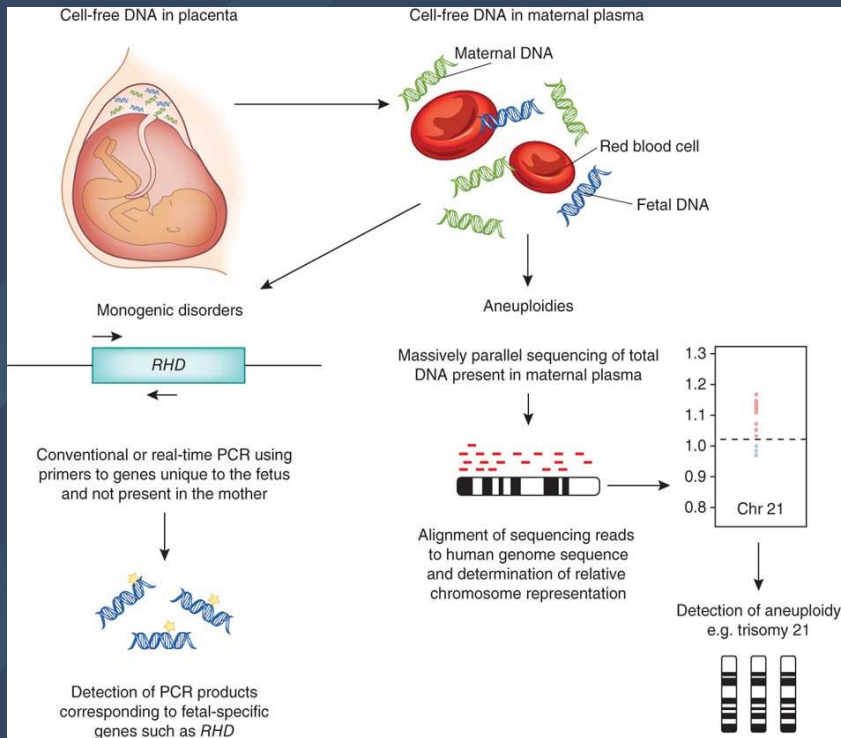 Cell-free DNA in placenta
Cell-free DNA in maternal plasma
Maternal DNA
Red blood cell
Fetal DNA
Monogenic disorders
RHD
Conventional or real-time PCR using
primers to genes unique to the fetus
and not present in the mother
Detection of PCR products
corresponding to fetal-specific
genes such as RHD
Aneuploidies
Massively parallel sequencing of total
DNA present in maternal plasma
Alignment of sequencing reads
to human genome sequence
and determination of relative
chromosome representation
1.3
1.2
1.1
1.0
0.9
0.8
Chr 21
Detection of aneuploidy
e.g. trisomy 21